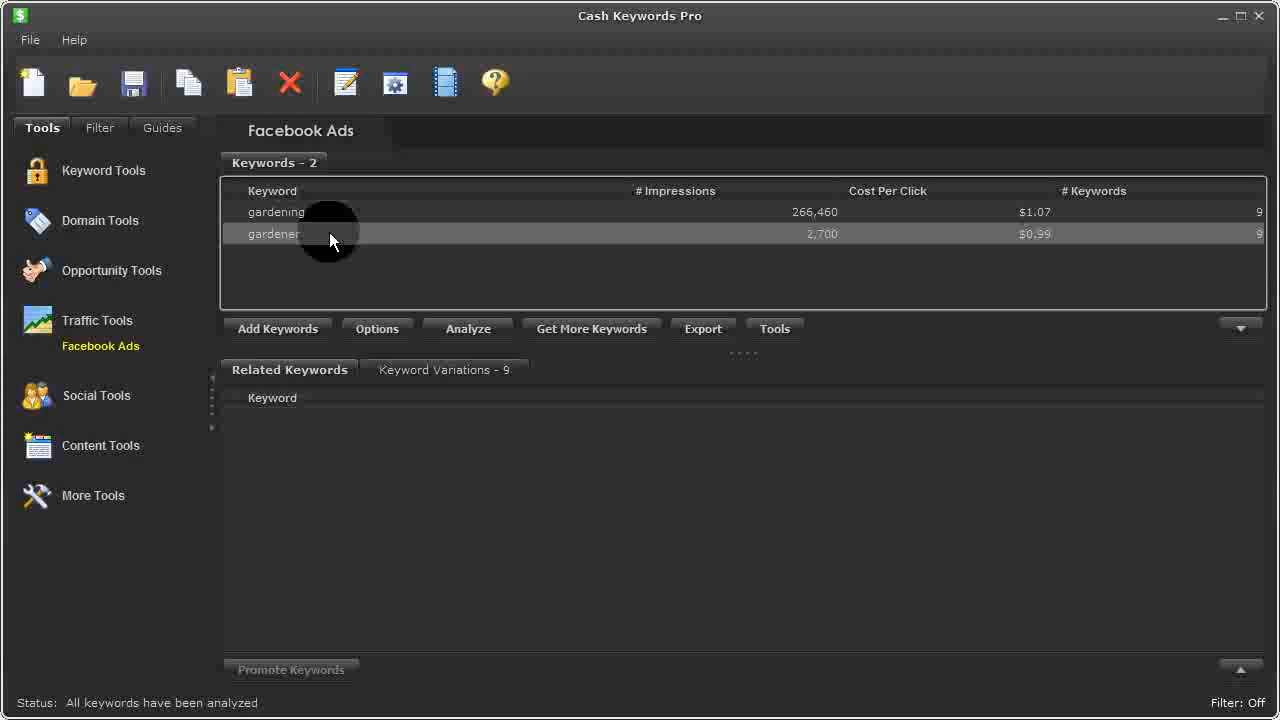 Cash Keywords Pro
File Help
Tools Filter Guides
Facebook Ads
Keywords - 2
Keyword # Impressions Cost Per Click # Keywords
gardening 266,460 $1.07 9
gardener 2,700 $0.99 9
Keyword Tools
Domain Tools
Opportunity Tools
Traffic Tools
Facebook Ads
Social Tools
Content Tools
More Tools
Add Keywords Options Analyze Get More Keywords Export Tools
Related Keywords Keyword Variations - 9
Keyword
Promote Keywords
Status: All keywords have been analyzed Filter: Off